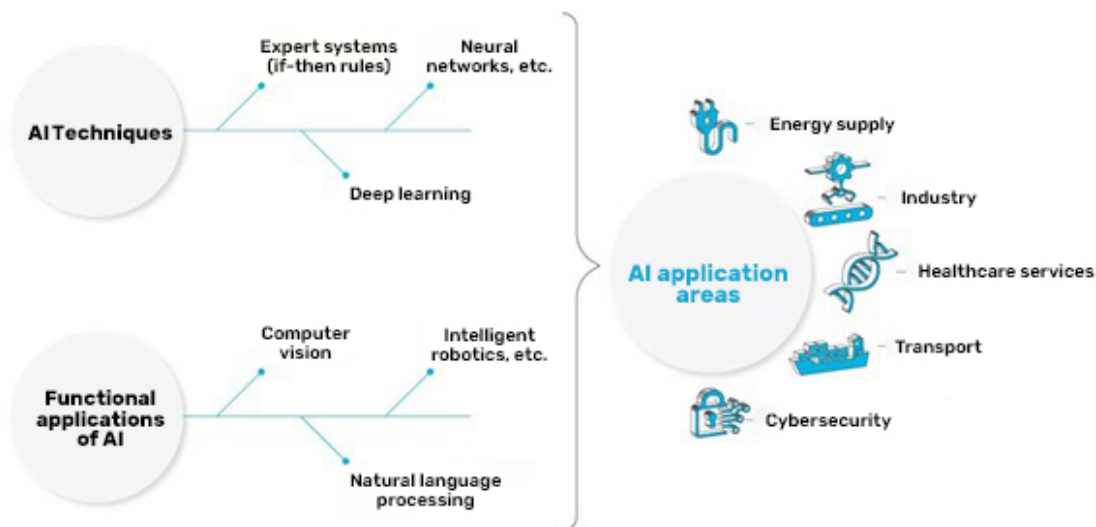 AI Techniques
Expert systems
(if-then rules)
Neural
networks, etc.
Deep learning
Functional
applications
of AI
Computer
vision
Intelligent
robotics, etc.
Natural language
processing
AI application
areas
Energy supply
Industry
Healthcare services
Transport
Cybersecurity